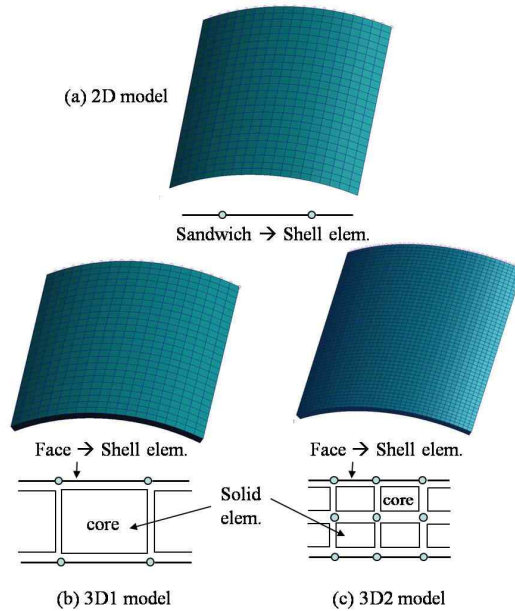 (a) 2D model
Sandwich → Shell elem.
Face → Shell elem.
Face → Shell elem.
core
Solid
elem.
core
(b) 3D1 model
(c) 3D2 model